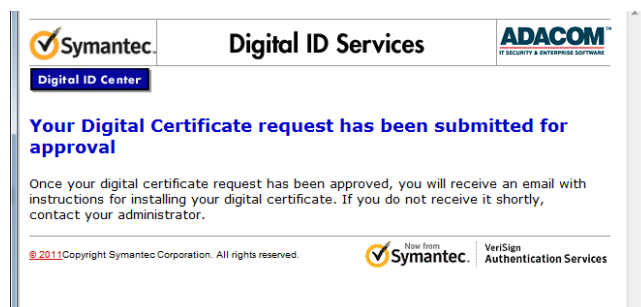 Symantec.
Digital ID Services
ADACOM™
IT SECURITY & ENTERPRISE SOFTWARE
Digital ID Center
Your Digital Certificate request has been submitted for
approval
Once your digital certificate request has been approved, you will receive an email with
instructions for installing your digital certificate. If you do not receive it shortly,
contact your administrator.
© 2011Copyright Symantec Corporation. All rights reserved.
Now from
Symantec.
VeriSign
Authentication Services